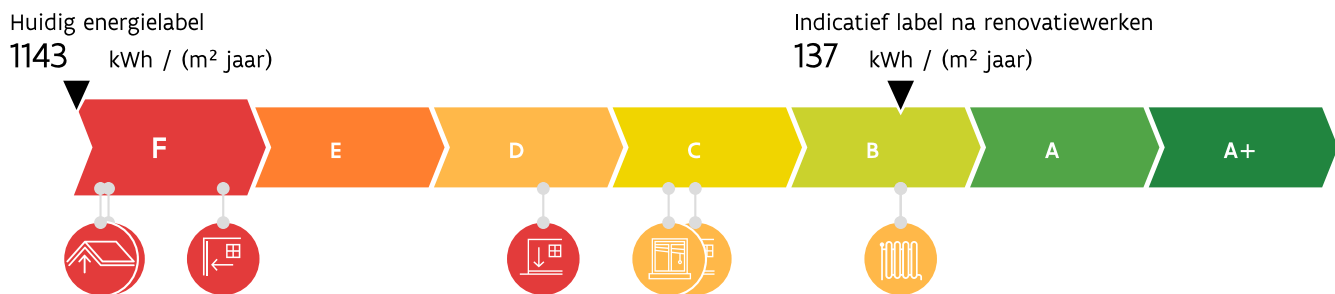 Huidig energielabel
1143 kWh / (m² jaar)
Indicatief label na renovatiewerken
137 kWh / (m² jaar)
F E D C B A A+